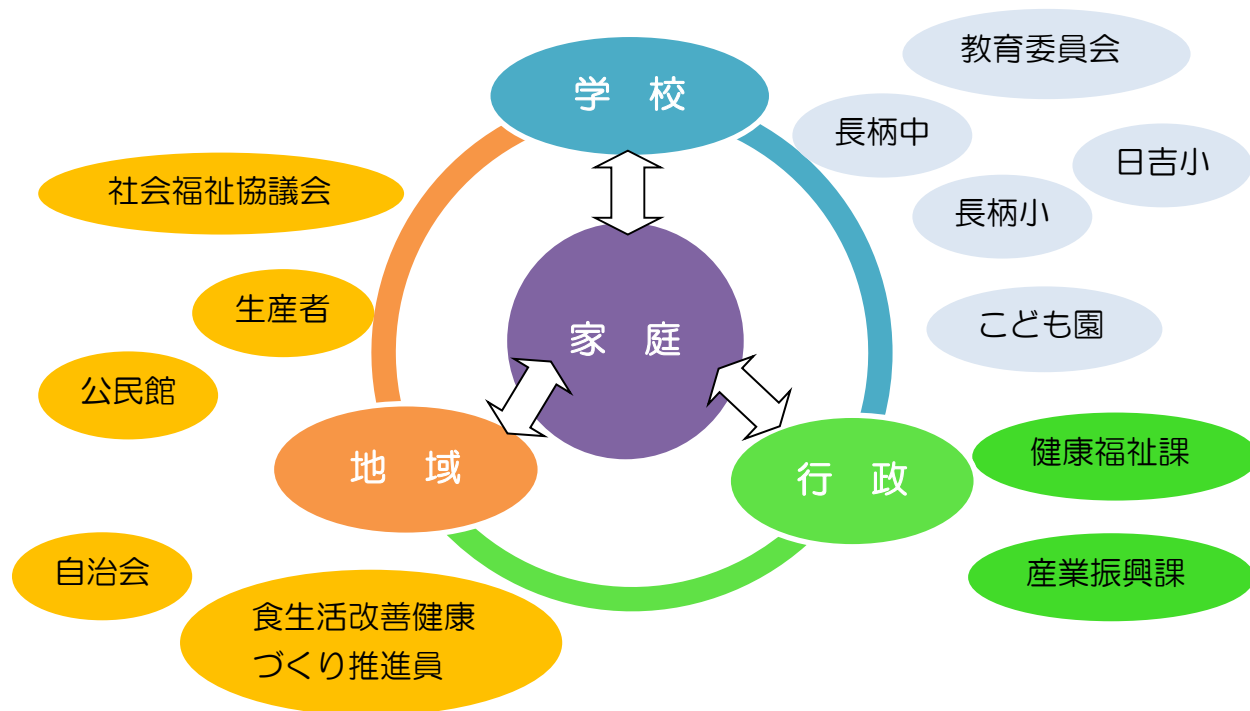 学　校
教育委員会
長柄中
日吉小
長柄小
こども園
社会福祉協議会
生産者
公民館
家　庭
地　域
行　政
健康福祉課
産業振興課
自治会
食生活改善健康
づくり推進員